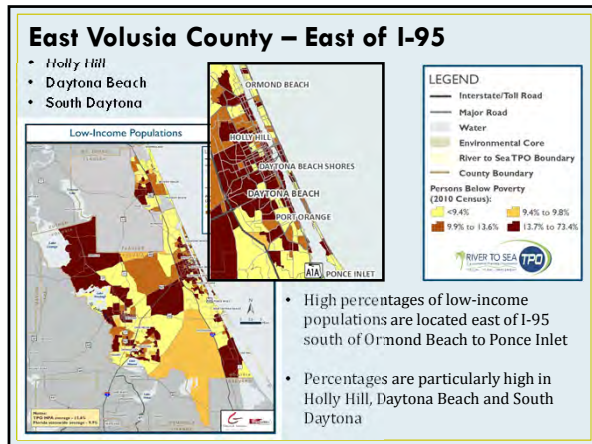 East Volusia County – East of I-95
• Holly Hill
• Daytona Beach
• South Daytona
Low-Income Populations
ORMOND BEACH
HOLLY HILL
DAYTONA BEACH SHORES
DAYTONA BEACH
PORT ORANGE
A1A
PONCE INLET
LEGEND
Interstate/Toll Road
Major Road
Water
Environmental Core
River to Sea TPO Boundary
County Boundary
Persons Below Poverty
(2010 Census):
<9.4% 9.4% to 9.8%
9.9% to 13.6% 13.7% to 73.4%
RIVER TO SEA TPO
• High percentages of low-income
populations are located east of I-95
south of Ormond Beach to Ponce Inlet
• Percentages are particularly high in
Holly Hill, Daytona Beach and South
Daytona